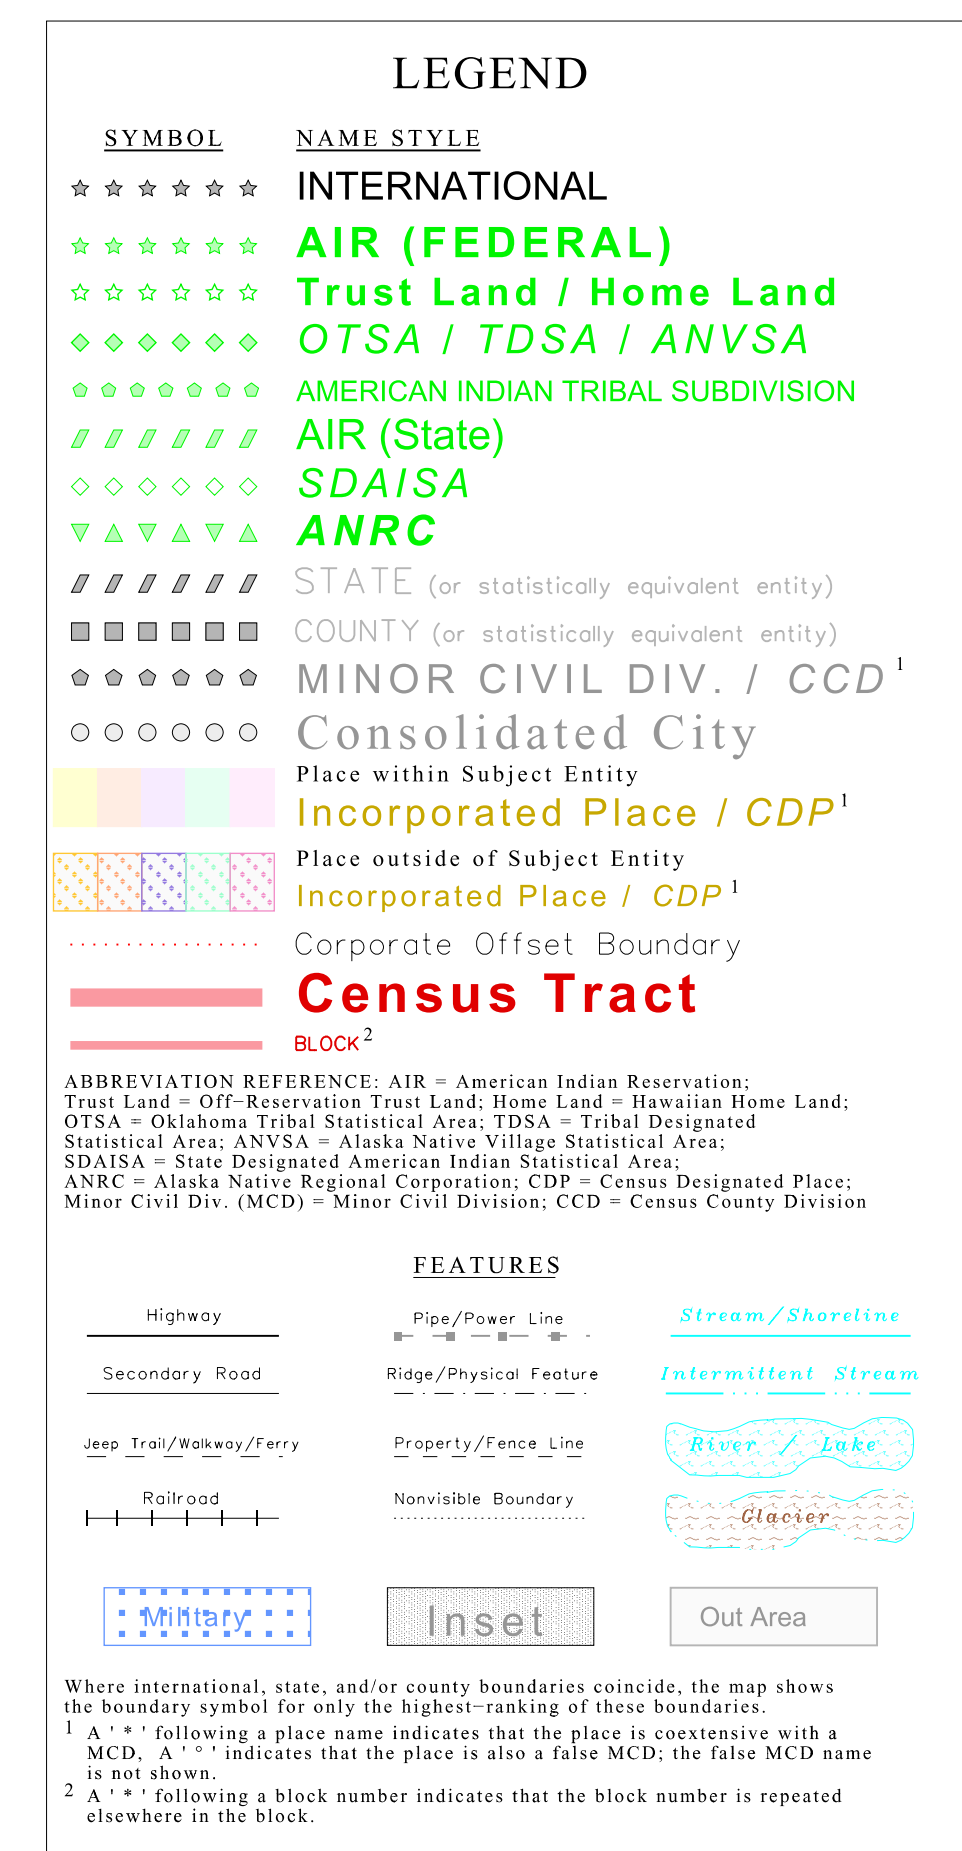 LEGEND
SYMBOL NAME STYLE
INTERNATIONAL
AIR (FEDERAL)
Trust Land / Home Land
OTSA / TDSA / ANVSA
AMERICAN INDIAN TRIBAL SUBDIVISION
AIR (State)
SDAISA
ANRC
STATE (or statistically equivalent entity)
COUNTY (or statistically equivalent entity)
MINOR CIVIL DIV. / CCD 1
Consolidated City
Place within Subject Entity
Incorporated Place / CDP 1
Place outside of Subject Entity
Incorporated Place / CDP 1
Corporate Offset Boundary
Census Tract
BLOCK 2
ABBREVIATION REFERENCE: AIR = American Indian Reservation;
Trust Land = Off−Reservation Trust Land; Home Land = Hawaiian Home Land;
OTSA = Oklahoma Tribal Statistical Area; TDSA = Tribal Designated
Statistical Area; ANVSA = Alaska Native Village Statistical Area;
SDAISA = State Designated American Indian Statistical Area;
ANRC = Alaska Native Regional Corporation; CDP = Census Designated Place;
Minor Civil Div. (MCD) = Minor Civil Division; CCD = Census County Division
FEATURES
Highway
Secondary Road
Jeep Trail/Walkway/Ferry
Railroad
Pipe/Power Line
Ridge/Physical Feature
Property/Fence Line
Nonvisible Boundary
Stream/Shoreline
Intermittent Stream
River / Lake
Glacier
Military
Inset
Out Area
Where international, state, and/or county boundaries coincide, the map shows
the boundary symbol for only the highest−ranking of these boundaries.
1 A ' * ' following a place name indicates that the place is coextensive with a
MCD, A ' ° ' indicates that the place is also a false MCD; the false MCD name
is not shown.
2 A ' * ' following a block number indicates that the block number is repeated
elsewhere in the block.